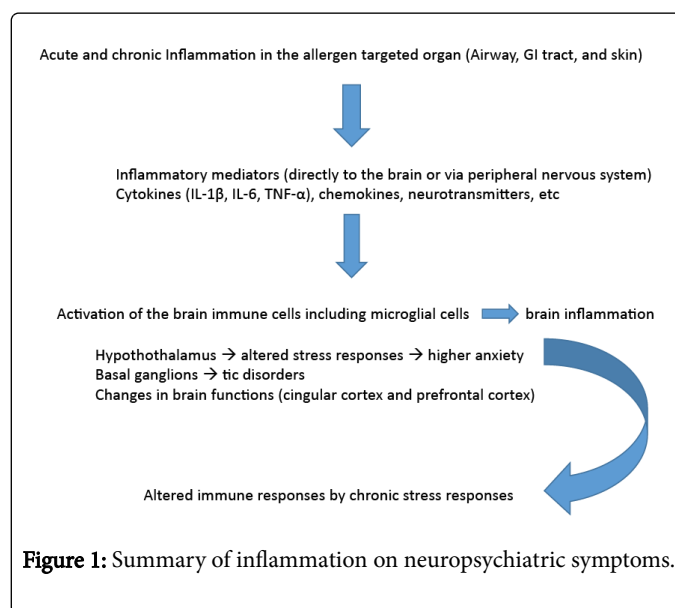 Acute and chronic Inflammation in the allergen targeted organ (Airway, GI tract, and skin)
Inflammatory mediators (directly to the brain or via peripheral nervous system)
Cytokines (IL-1β, IL-6, TNF-α), chemokines, neurotransmitters, etc
Activation of the brain immune cells including microglial cells brain inflammation
Hypothothalamus → altered stress responses → higher anxiety
Basal ganglions → tic disorders
Changes in brain functions (cingular cortex and prefrontal cortex)
Altered immune responses by chronic stress responses
Figure 1: Summary of inflammation on neuropsychiatric symptoms.